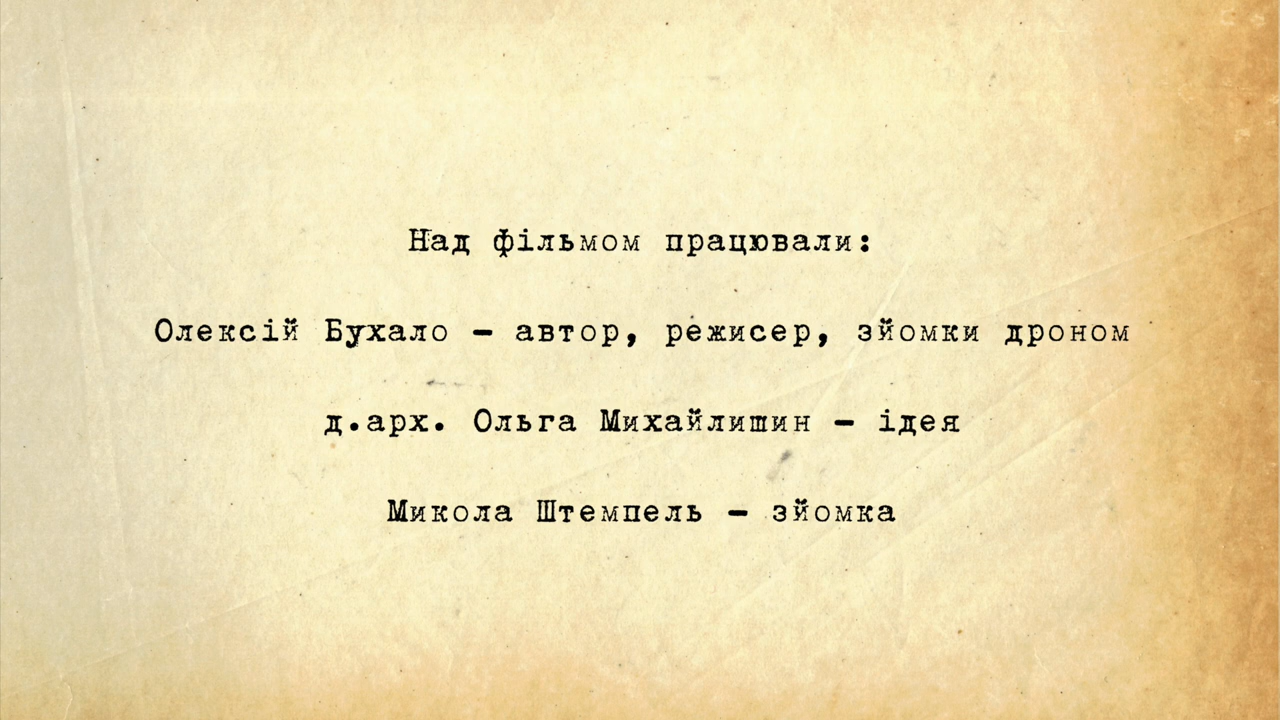 Над фільмом працювали:
Олексій Бухало - автор, режисер, зйомки дроном
д.арх. Ольга Михайлишин - ідея
Микола Штемпель - зйомка